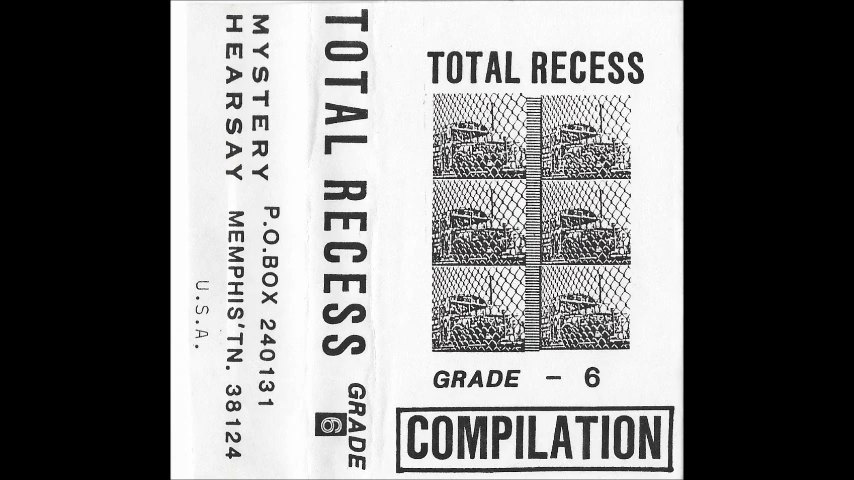 MYSTERY P.O.BOX 240131
HEARSAY MEMPHIS'TN. 38124
U.S.A.
TOTAL RECESS GRADE 6
TOTAL RECESS
GRADE - 6
COMPILATION